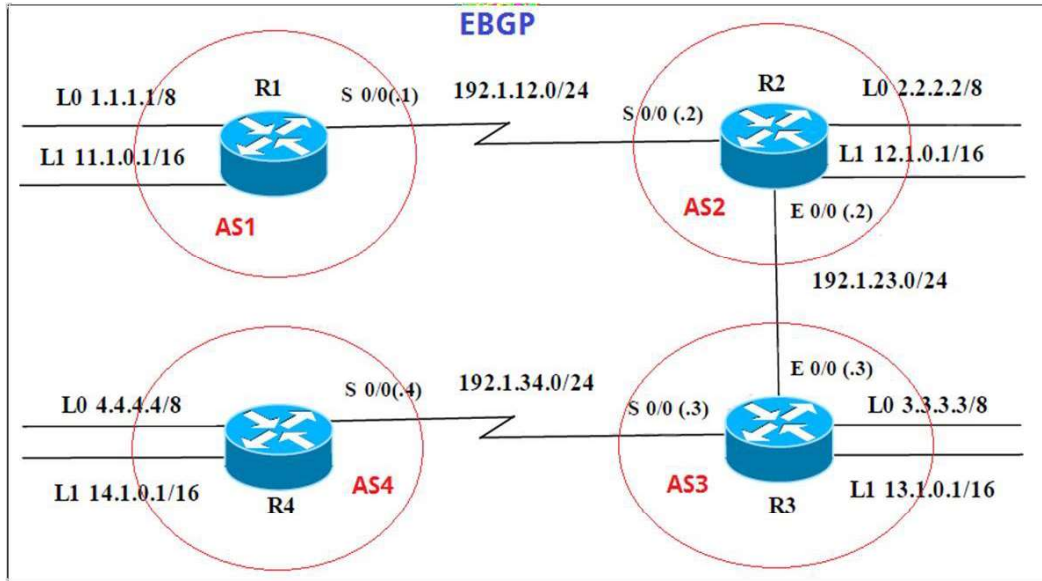 EBGP
R1
L0 1.1.1.1/8
S 0/0(.1)
L1 11.1.0.1/16
AS1
192.1.12.0/24
R2
L0 2.2.2.2/8
S 0/0 (.2)
L1 12.1.0.1/16
AS2
E 0/0 (.2)
192.1.23.0/24
L0 4.4.4.4/8
S 0/0(.4)
L1 14.1.0.1/16
R4
AS4
192.1.34.0/24
E 0/0 (.3)
S 0/0 (.3)
L0 3.3.3.3/8
AS3
L1 13.1.0.1/16
R3